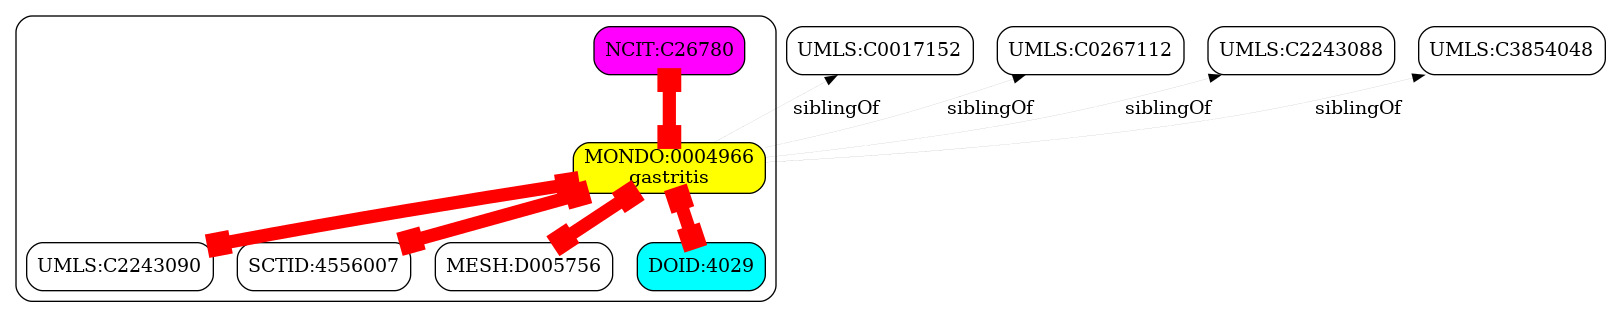 NCIT:C26780
UMLS:C0017152
UMLS:C0267112
UMLS:C2243088
UMLS:C3854048
siblingOf
siblingOf
siblingOf
siblingOf
MONDO:0004966
gastritis
UMLS:C2243090
SCTID:4556007
MESH:D005756
DOID:4029